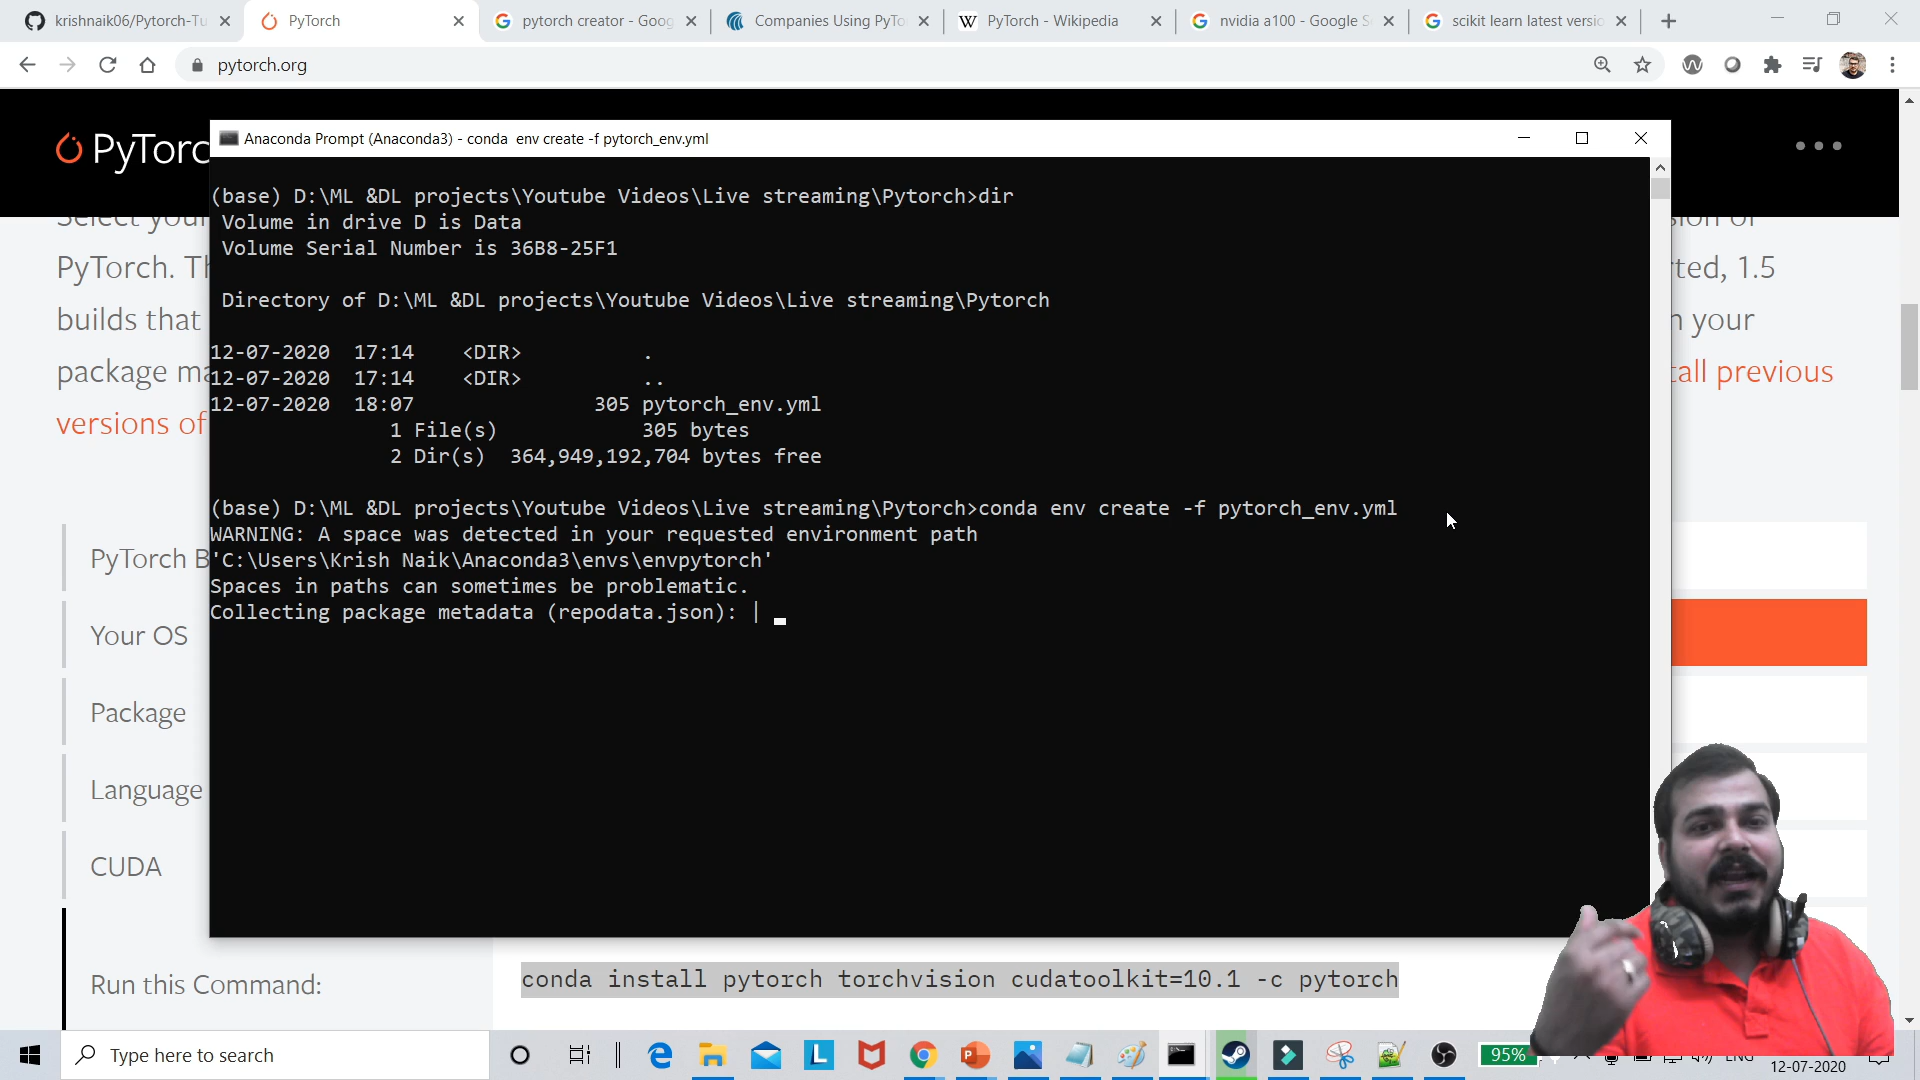 krishnaik06/Pytorch-Tu
PyTorch
pytorch creator - Goog
Companies Using PyTo
PyTorch - Wikipedia
nvidia a100 - Google S
scikit learn latest versio
pytorch.org
PyTorc
Anaconda Prompt (Anaconda3) - conda  env create -f pytorch_env.yml
(base) D:\ML &DL projects\Youtube Videos\Live streaming\Pytorch>dir
Volume in drive D is Data
Volume Serial Number is 36B8-25F1
Directory of D:\ML &DL projects\Youtube Videos\Live streaming\Pytorch
12-07-2020  17:14    <DIR>          .
12-07-2020  17:14    <DIR>          ..
12-07-2020  18:07               305 pytorch_env.yml
1 File(s)            305 bytes
2 Dir(s)  364,949,192,704 bytes free
(base) D:\ML &DL projects\Youtube Videos\Live streaming\Pytorch>conda env create -f pytorch_env.yml
WARNING: A space was detected in your requested environment path
'C:\Users\Krish Naik\Anaconda3\envs\envpytorch'
Spaces in paths can sometimes be problematic.
Collecting package metadata (repodata.json): |
Select your
sion of
PyTorch. Th
ted, 1.5
builds that
n your
package ma
tall previous
versions of
PyTorch B
Your OS
Package
Language
CUDA
Run this Command:
conda install pytorch torchvision cudatoolkit=10.1 -c pytorch
Type here to search
95%
ENG
12-07-2020